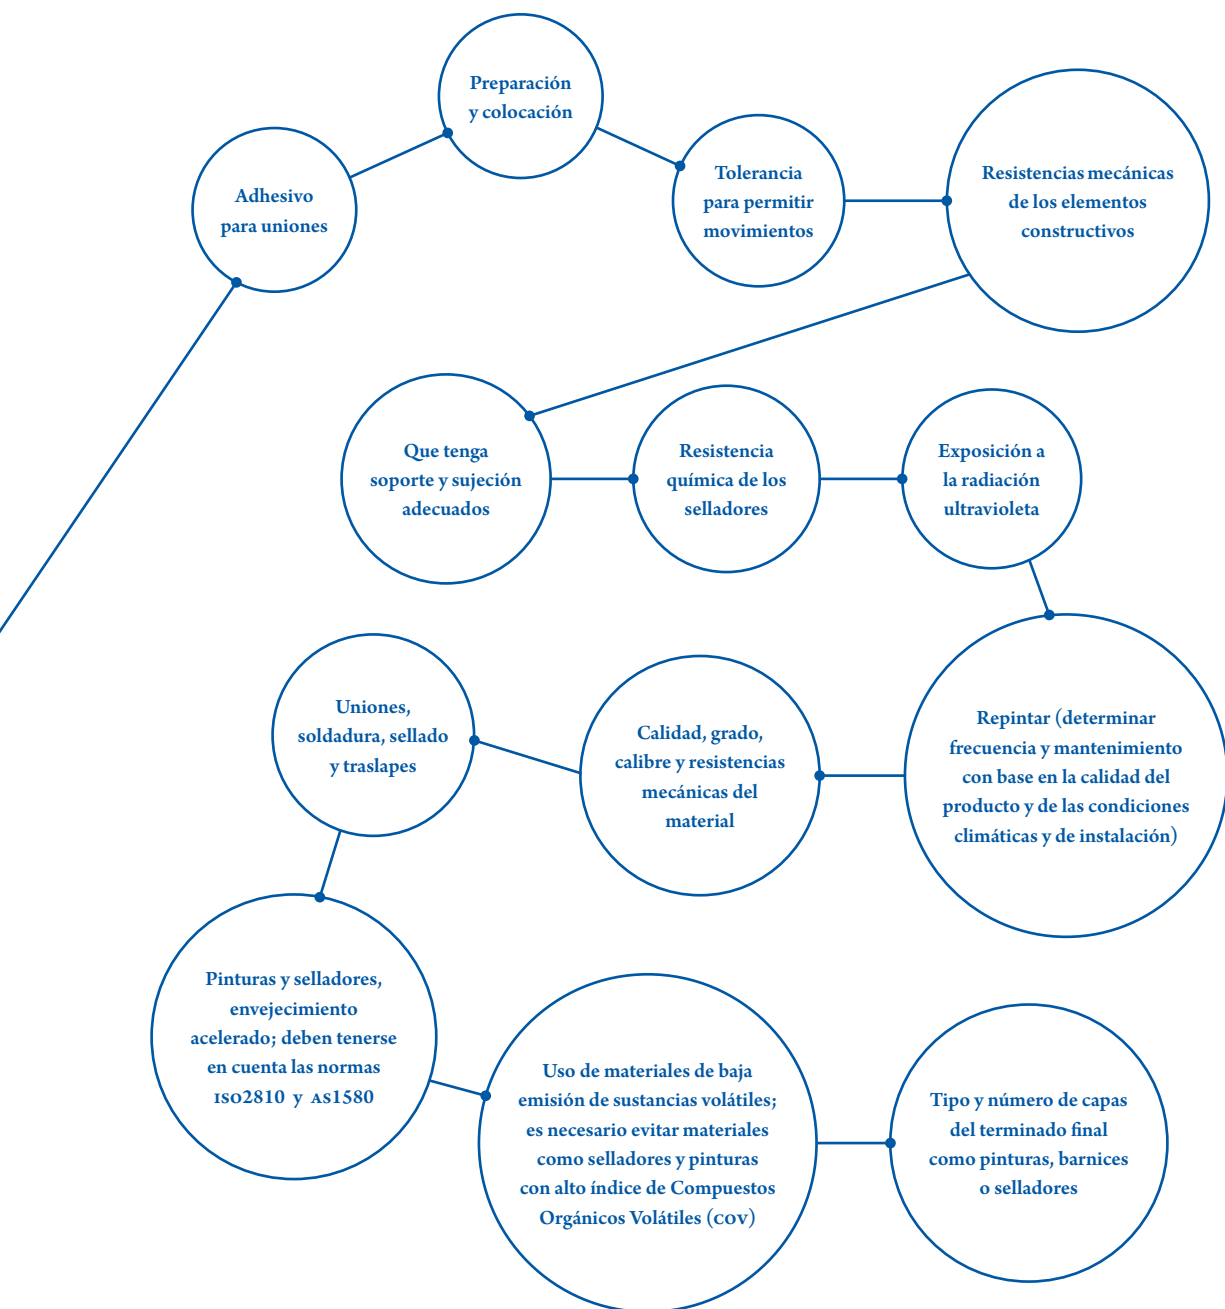 Preparación
y colocación
Adhesivo
para uniones
Tolerancia
para permitir
movimientos
Resistencias mecánicas
de los elementos
constructivos
Que tenga
soporte y sujeción
adecuados
Resistencia
química de los
selladores
Exposición a
la radiación
ultravioleta
Uniones,
soldadura, sellado
y traslapes
Calidad, grado,
calibre y resistencias
mecánicas del
material
Repintar (determinar
frecuencia y mantenimiento
con base en la calidad del
producto y de las condiciones
climáticas y de instalación)
Pinturas y selladores,
envejecimiento
acelerado; deben tenerse
en cuenta las normas
ISO2810 y AS1580
Uso de materiales de baja
emisión de sustancias volátiles;
es necesario evitar materiales
como selladores y pinturas
con alto índice de Compuestos
Orgánicos Volátiles (COV)
Tipo y número de capas
del terminado final
como pinturas, barnices
o selladores